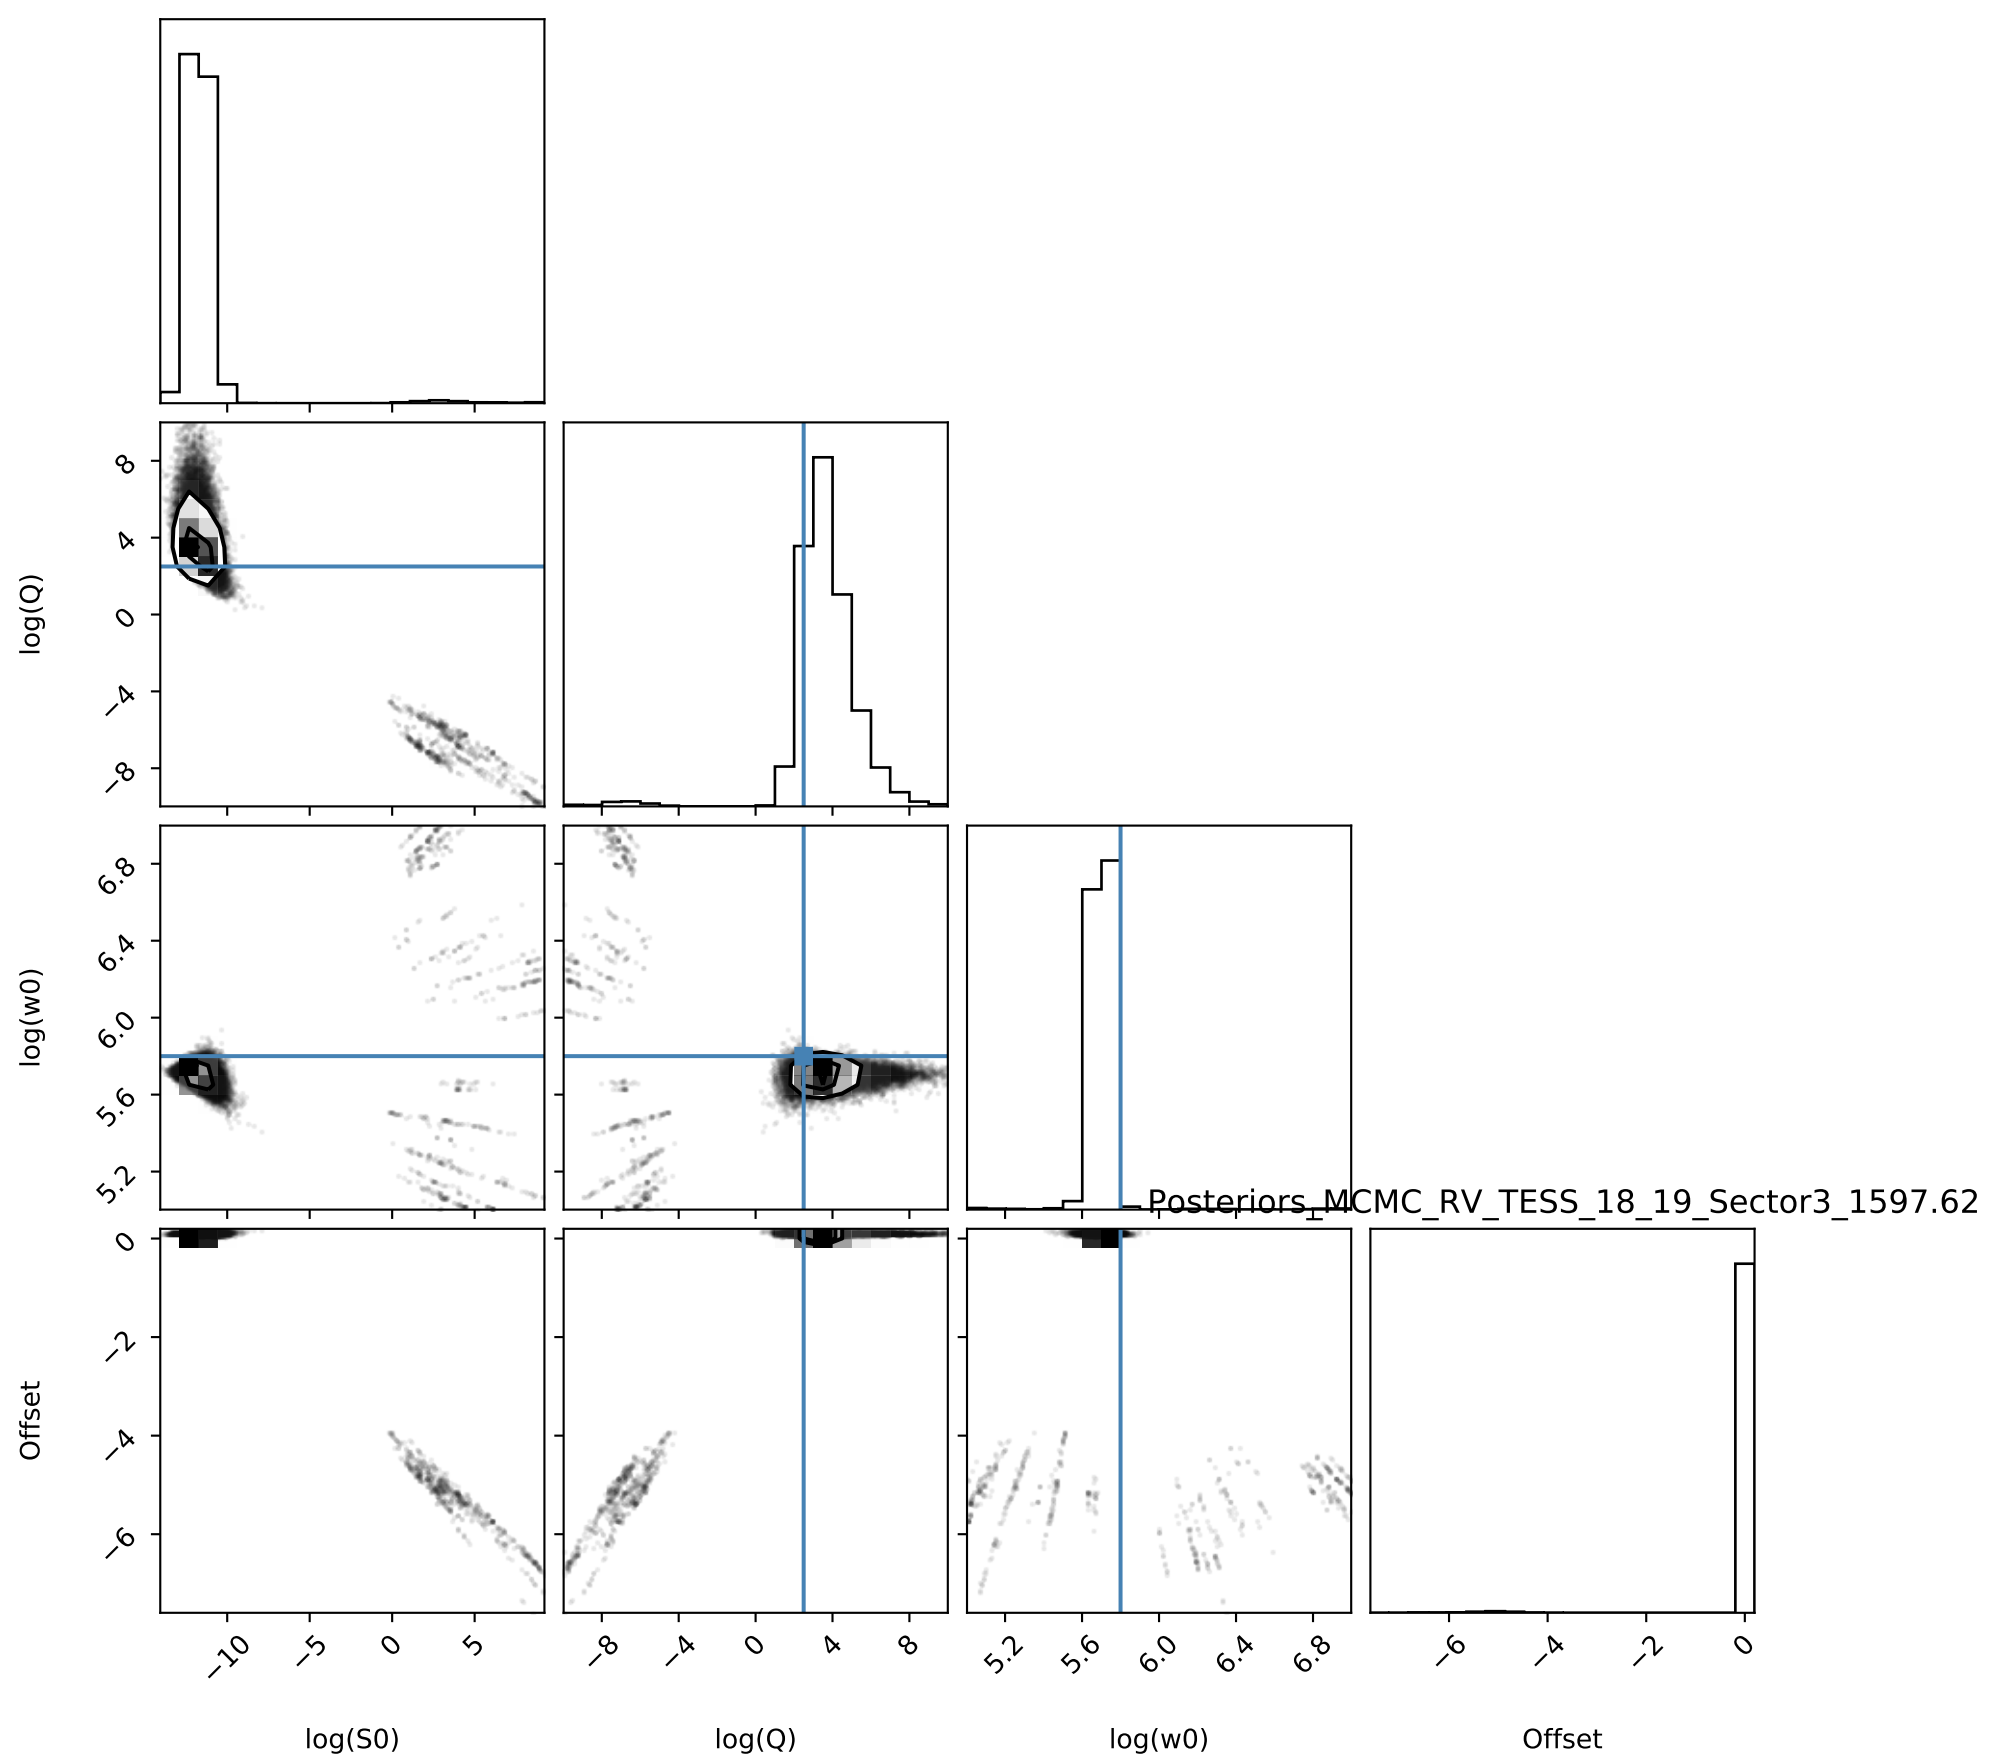 8
4
0
−4
−8
log(Q)
6.8
6.4
6.0
5.6
5.2
log(w0)
Posteriors_MCMC_RV_TESS_18_19_Sector3_1597.62
0
−2
−4
−6
Offset
−10 −5 0 5 −8 −4 0 4 8 5.2 5.6 6.0 6.4 6.8 −6 −4 −2 0
log(S0) log(Q) log(w0) Offset